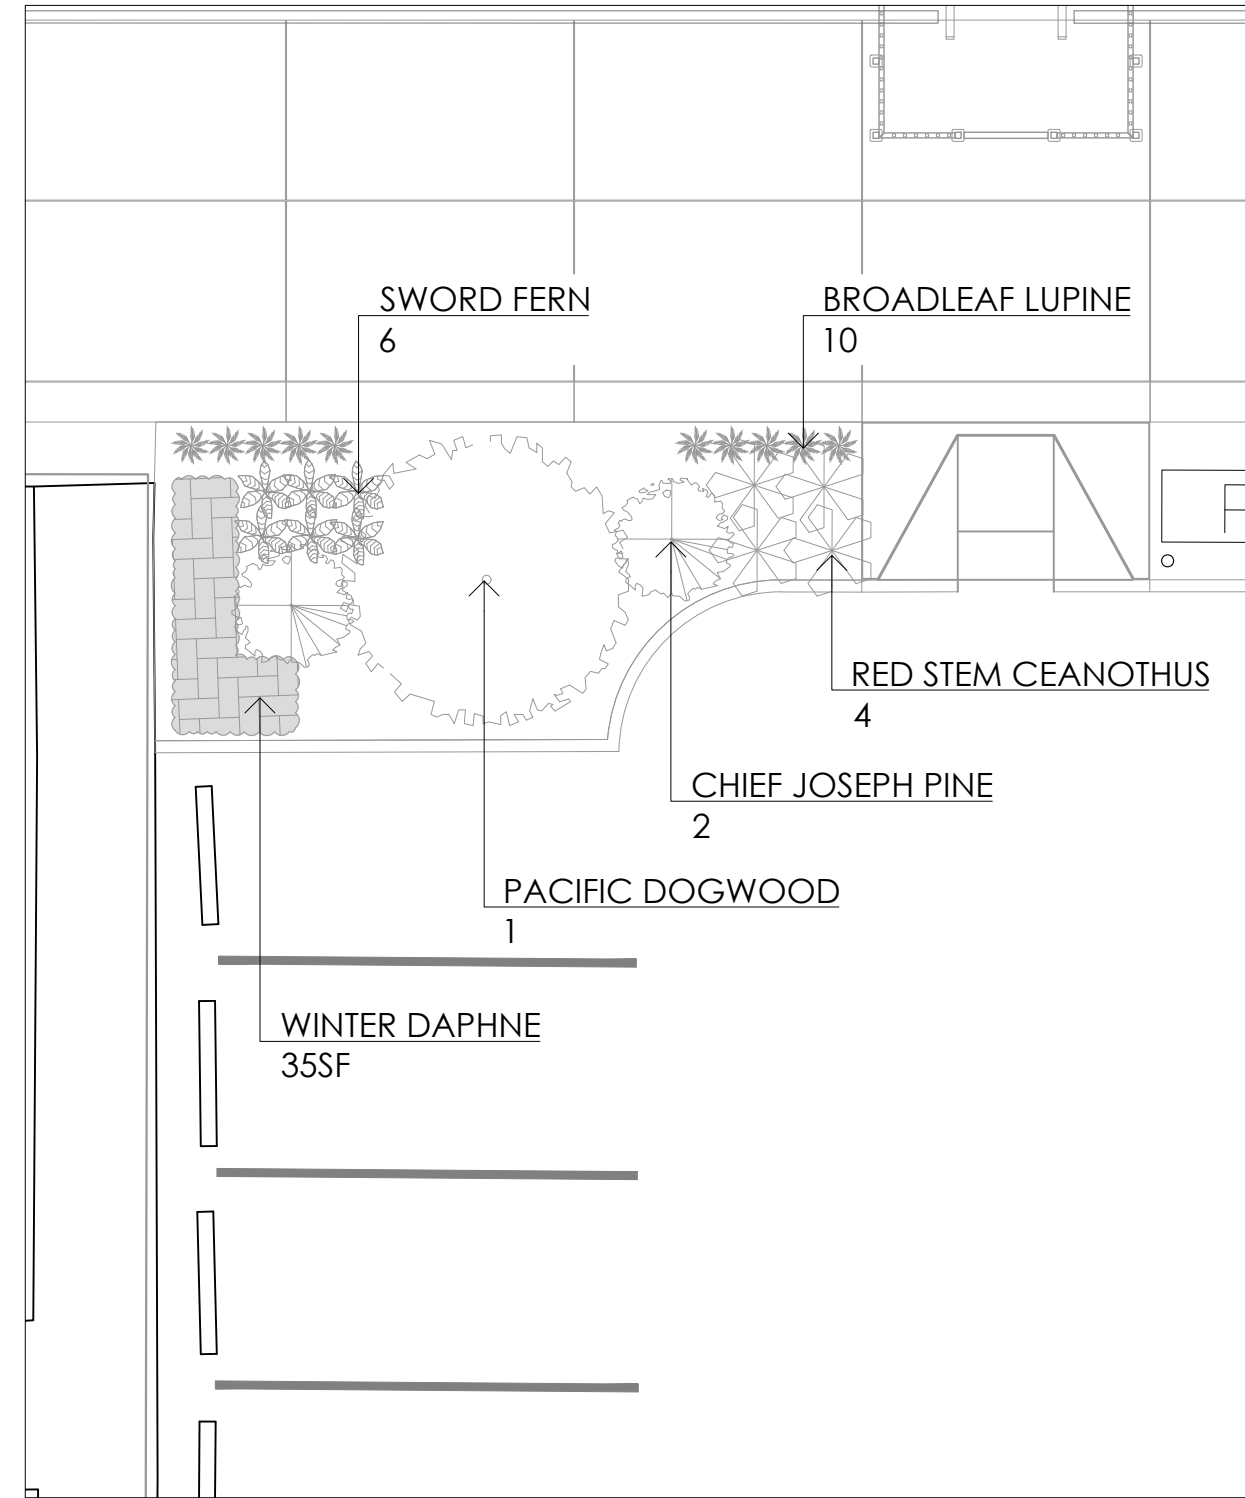 SWORD FERN
6
BROADLEAF LUPINE
10
RED STEM CEANOTHUS
4
CHIEF JOSEPH PINE
2
PACIFIC DOGWOOD
1
WINTER DAPHNE
35SF